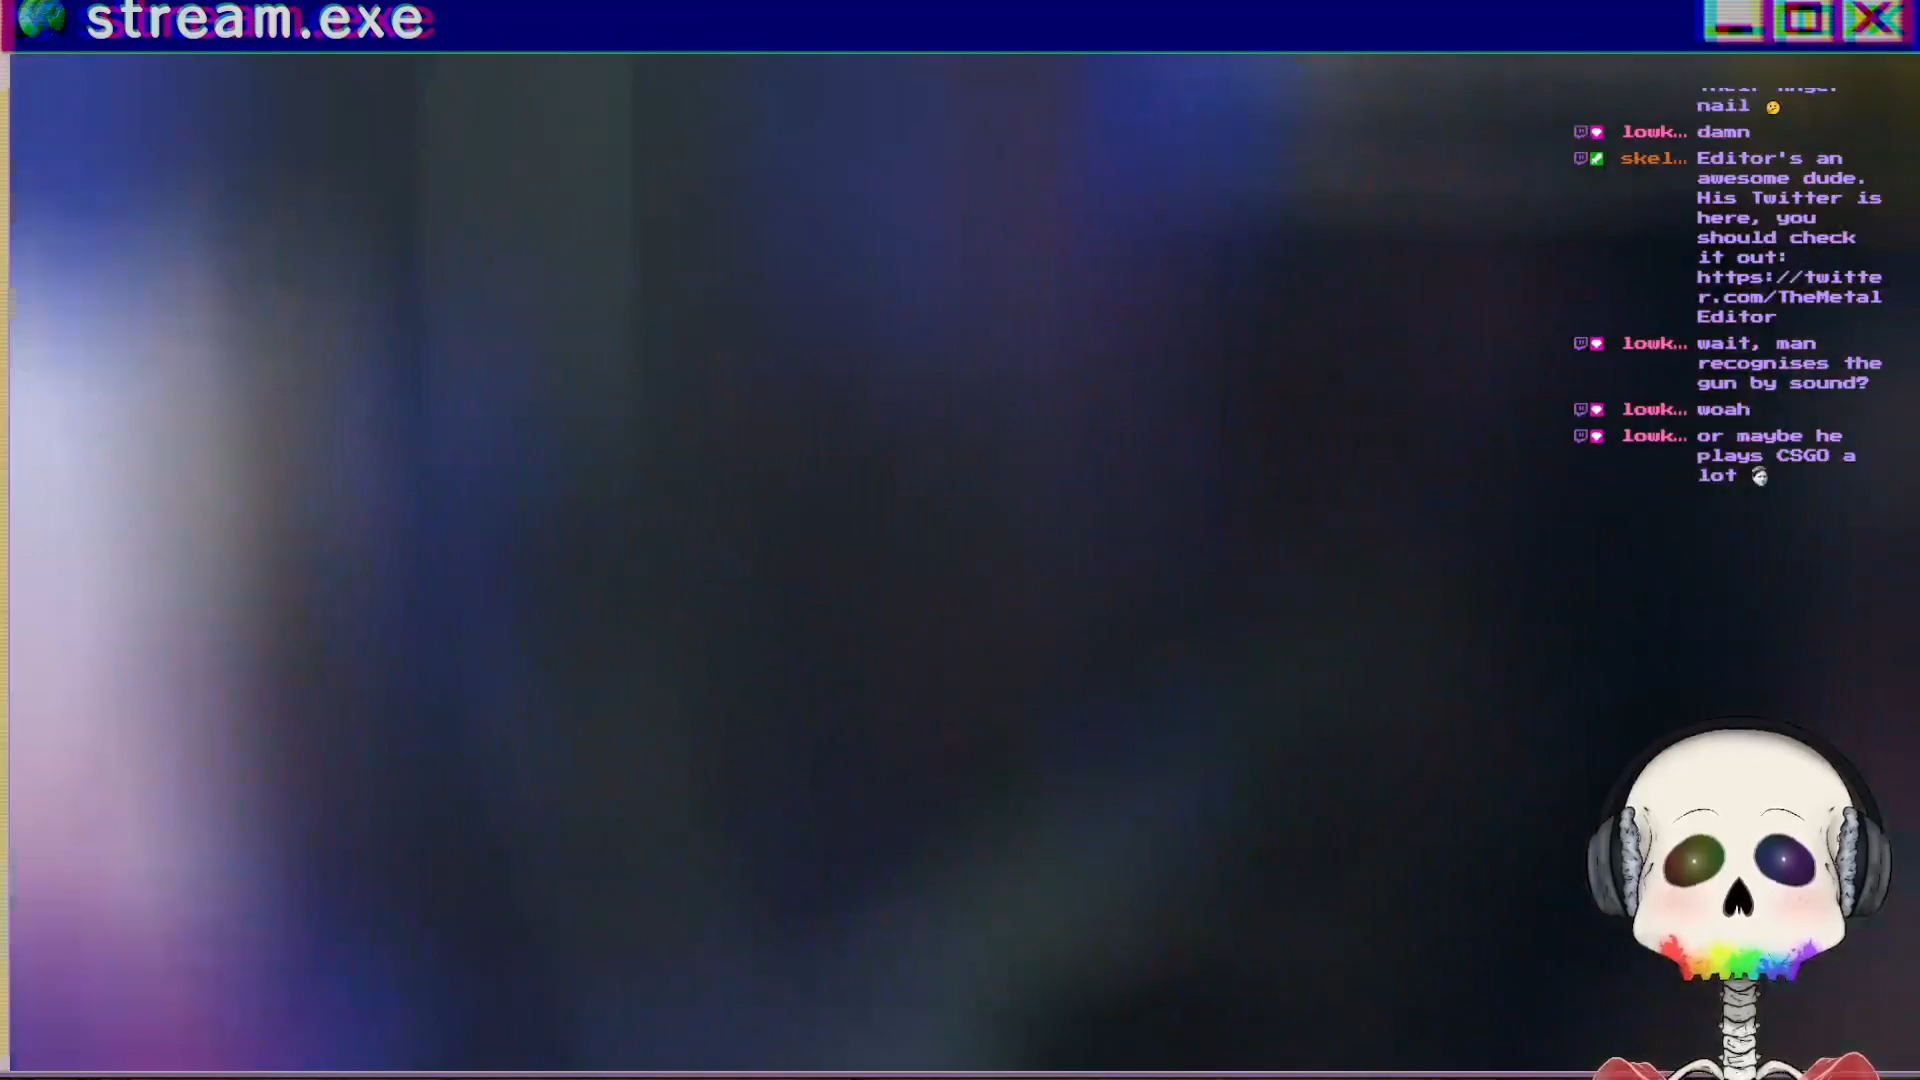 stream.exe
nail
lowk... damn
skel... Editor's an
awesome dude.
His Twitter is
here, you
should check
it out:
https://twitte
r.com/TheMetal
Editor
lowk... wait, man
recognises the
gun by sound?
lowk... woah
lowk... or maybe he
plays CSGO a
lot